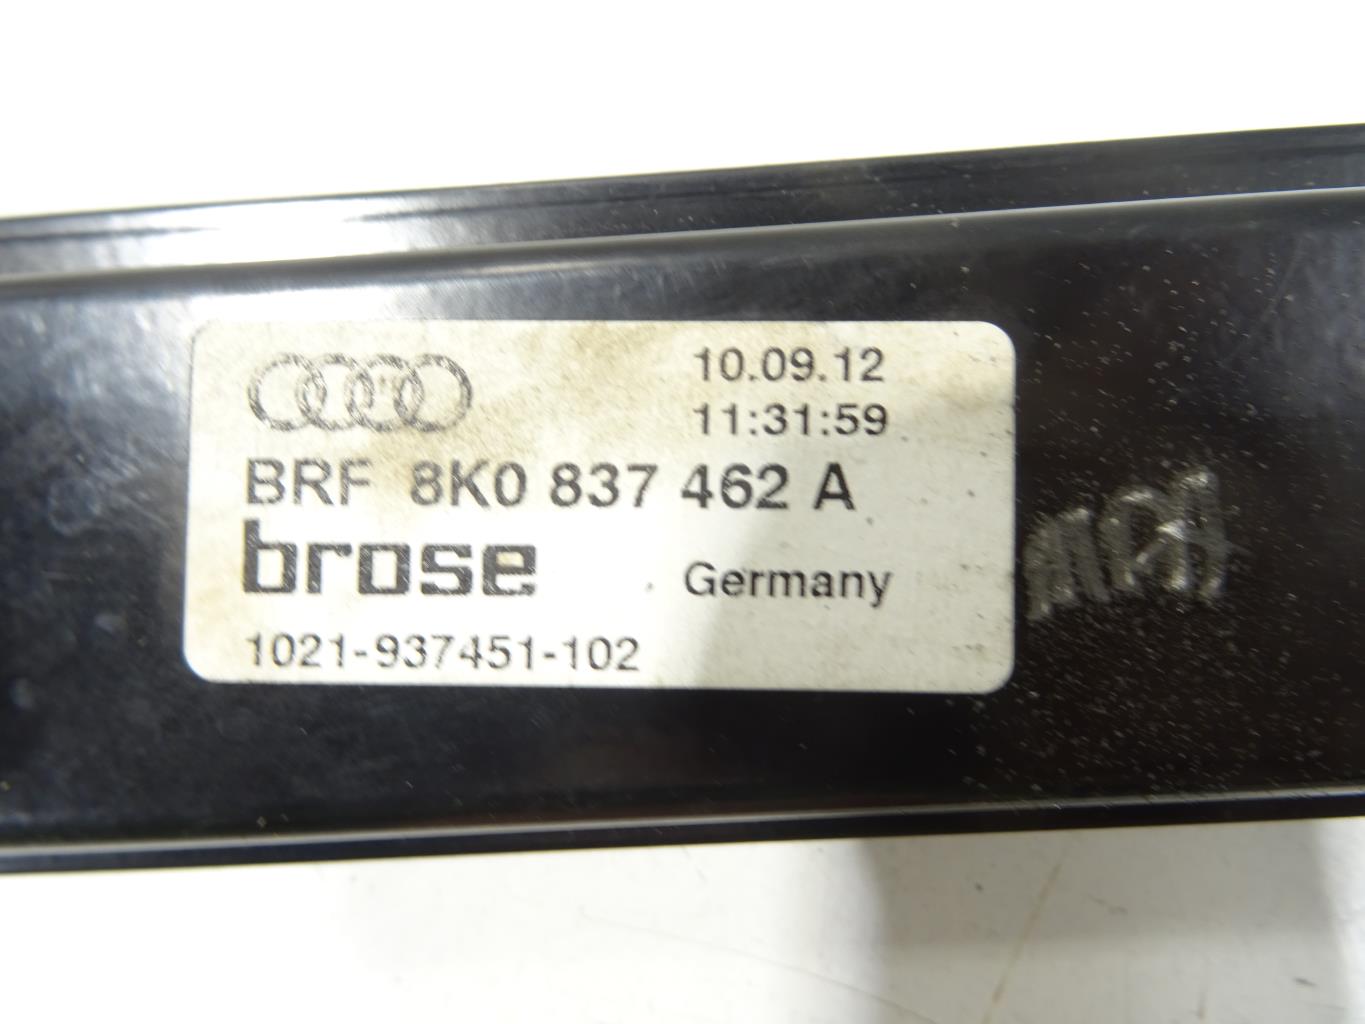 10.09.12
11:31:59
BRF 8K0 837 462 A
brose Germany
1021-937451-102